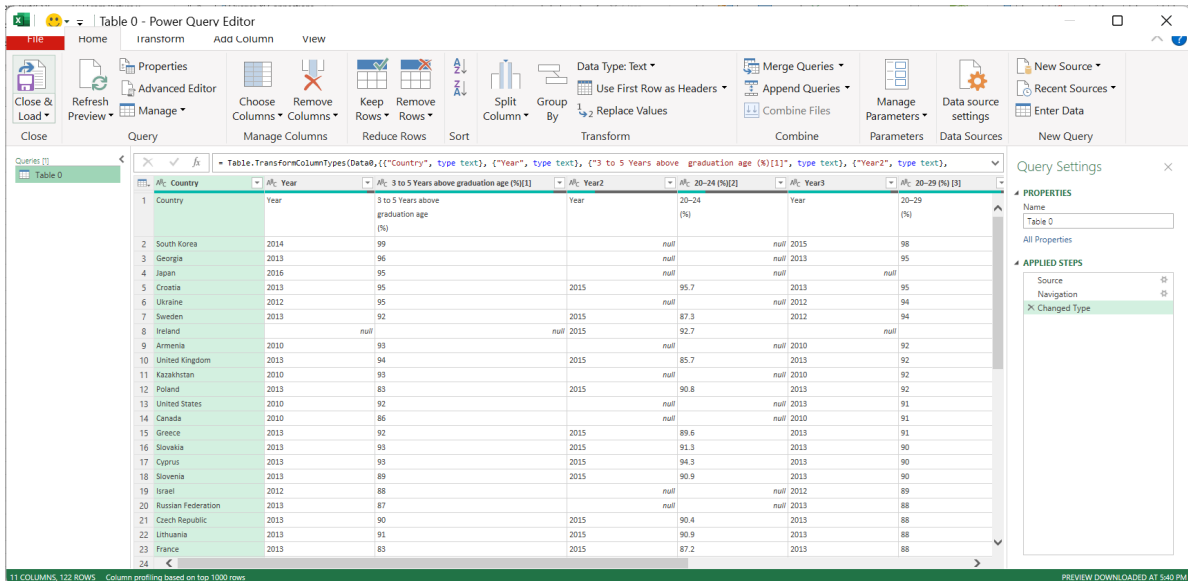 Table 0 - Power Query Editor
File Home Transform Add Column View
Close & Load
Close
Refresh Preview
Properties
Advanced Editor
Manage
Query
Choose Columns
Remove Columns
Manage Columns
Keep Rows
Remove Rows
Reduce Rows
Sort
Split Column
Group By
Data Type: Text
Use First Row as Headers
Replace Values
Transform
Merge Queries
Append Queries
Combine Files
Combine
Manage Parameters
Parameters
Data source settings
Data Sources
New Source
Recent Sources
Enter Data
New Query
Queries [1]
Table 0
fx = Table.TransformColumnTypes(Data0,{{"Country", type text}, {"Year", type text}, {"3 to 5 Years above  graduation age (%)[1]", type text}, {"Year2", type text},
Country Year 3 to 5 Years above graduation age (%)[1] Year2 20–24 (%)[2] Year3 20–29 (%) [3]
1 Country Year 3 to 5 Years above Year 20–24 Year 20–29
graduation age (%) (%)
(%)
2 South Korea 2014 99 null null 2015 98
3 Georgia 2013 96 null null 2013 95
4 Japan 2016 95 null null null
5 Croatia 2013 95 2015 95.7 2013 95
6 Ukraine 2012 95 null null 2012 94
7 Sweden 2013 92 2015 87.3 2012 94
8 Ireland null null 2015 92.7 null
9 Armenia 2010 93 null null 2010 92
10 United Kingdom 2013 94 2015 85.7 2013 92
11 Kazakhstan 2010 93 null null 2010 92
12 Poland 2013 83 2015 90.8 2013 92
13 United States 2010 92 null null 2013 91
14 Canada 2010 86 null null 2010 91
15 Greece 2013 92 2015 89.6 2013 91
16 Slovakia 2013 93 2015 91.3 2013 90
17 Cyprus 2013 93 2015 94.3 2013 90
18 Slovenia 2013 89 2015 90.9 2013 90
19 Israel 2012 88 null null 2012 89
20 Russian Federation 2013 87 null null 2013 88
21 Czech Republic 2013 90 2015 90.4 2013 88
22 Lithuania 2013 91 2015 90.9 2013 88
23 France 2013 83 2015 87.2 2013 88
24
Query Settings
PROPERTIES
Name
Table 0
All Properties
APPLIED STEPS
Source
Navigation
Changed Type
11 COLUMNS, 122 ROWS Column profiling based on top 1000 rows
PREVIEW DOWNLOADED AT 5:40 PM